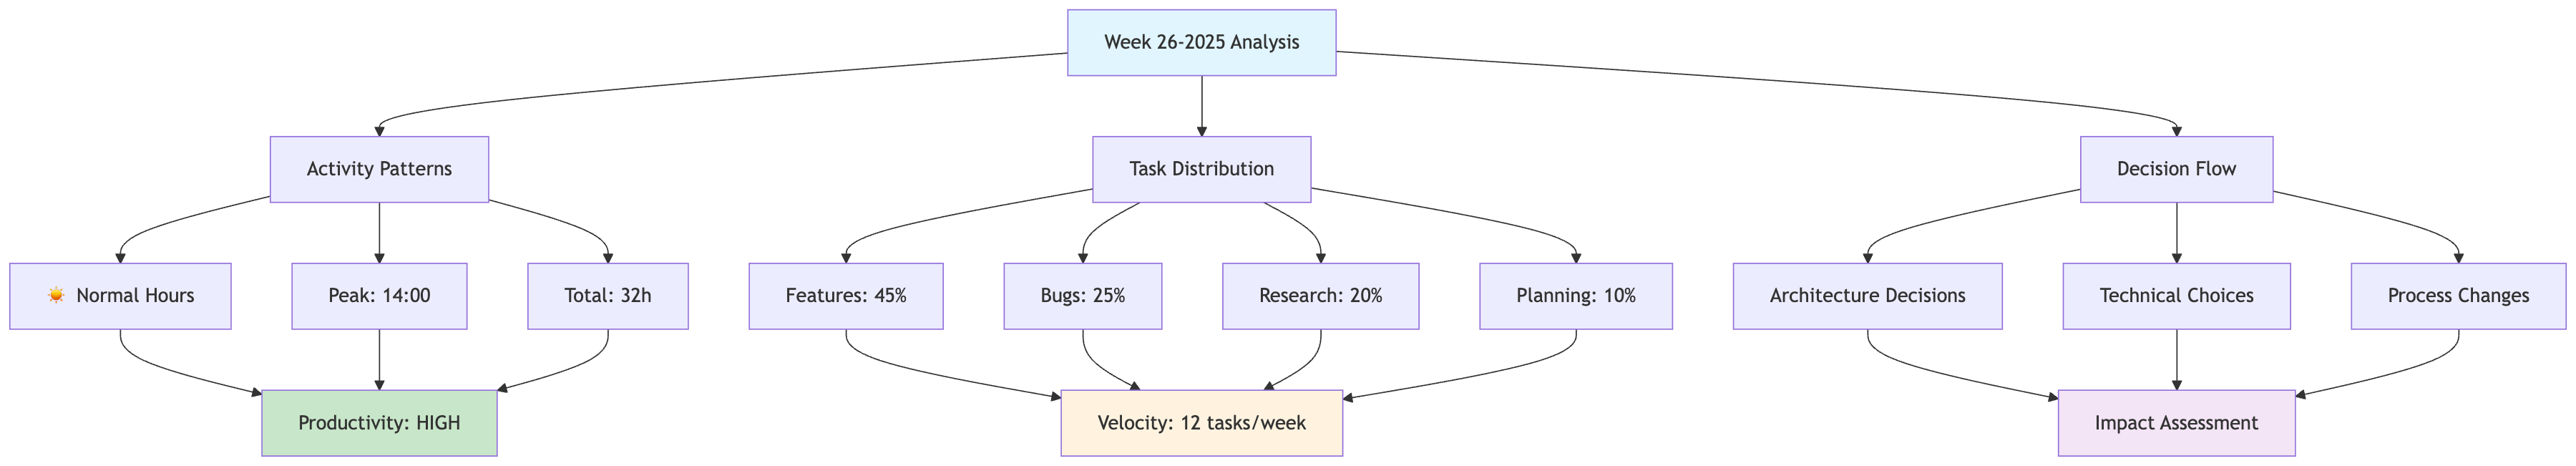 Week 26-2025 Analysis
Activity Patterns
Task Distribution
Decision Flow
☀️ Normal Hours
Peak: 14:00
Total: 32h
Features: 45%
Bugs: 25%
Research: 20%
Planning: 10%
Architecture Decisions
Technical Choices
Process Changes
Productivity: HIGH
Velocity: 12 tasks/week
Impact Assessment